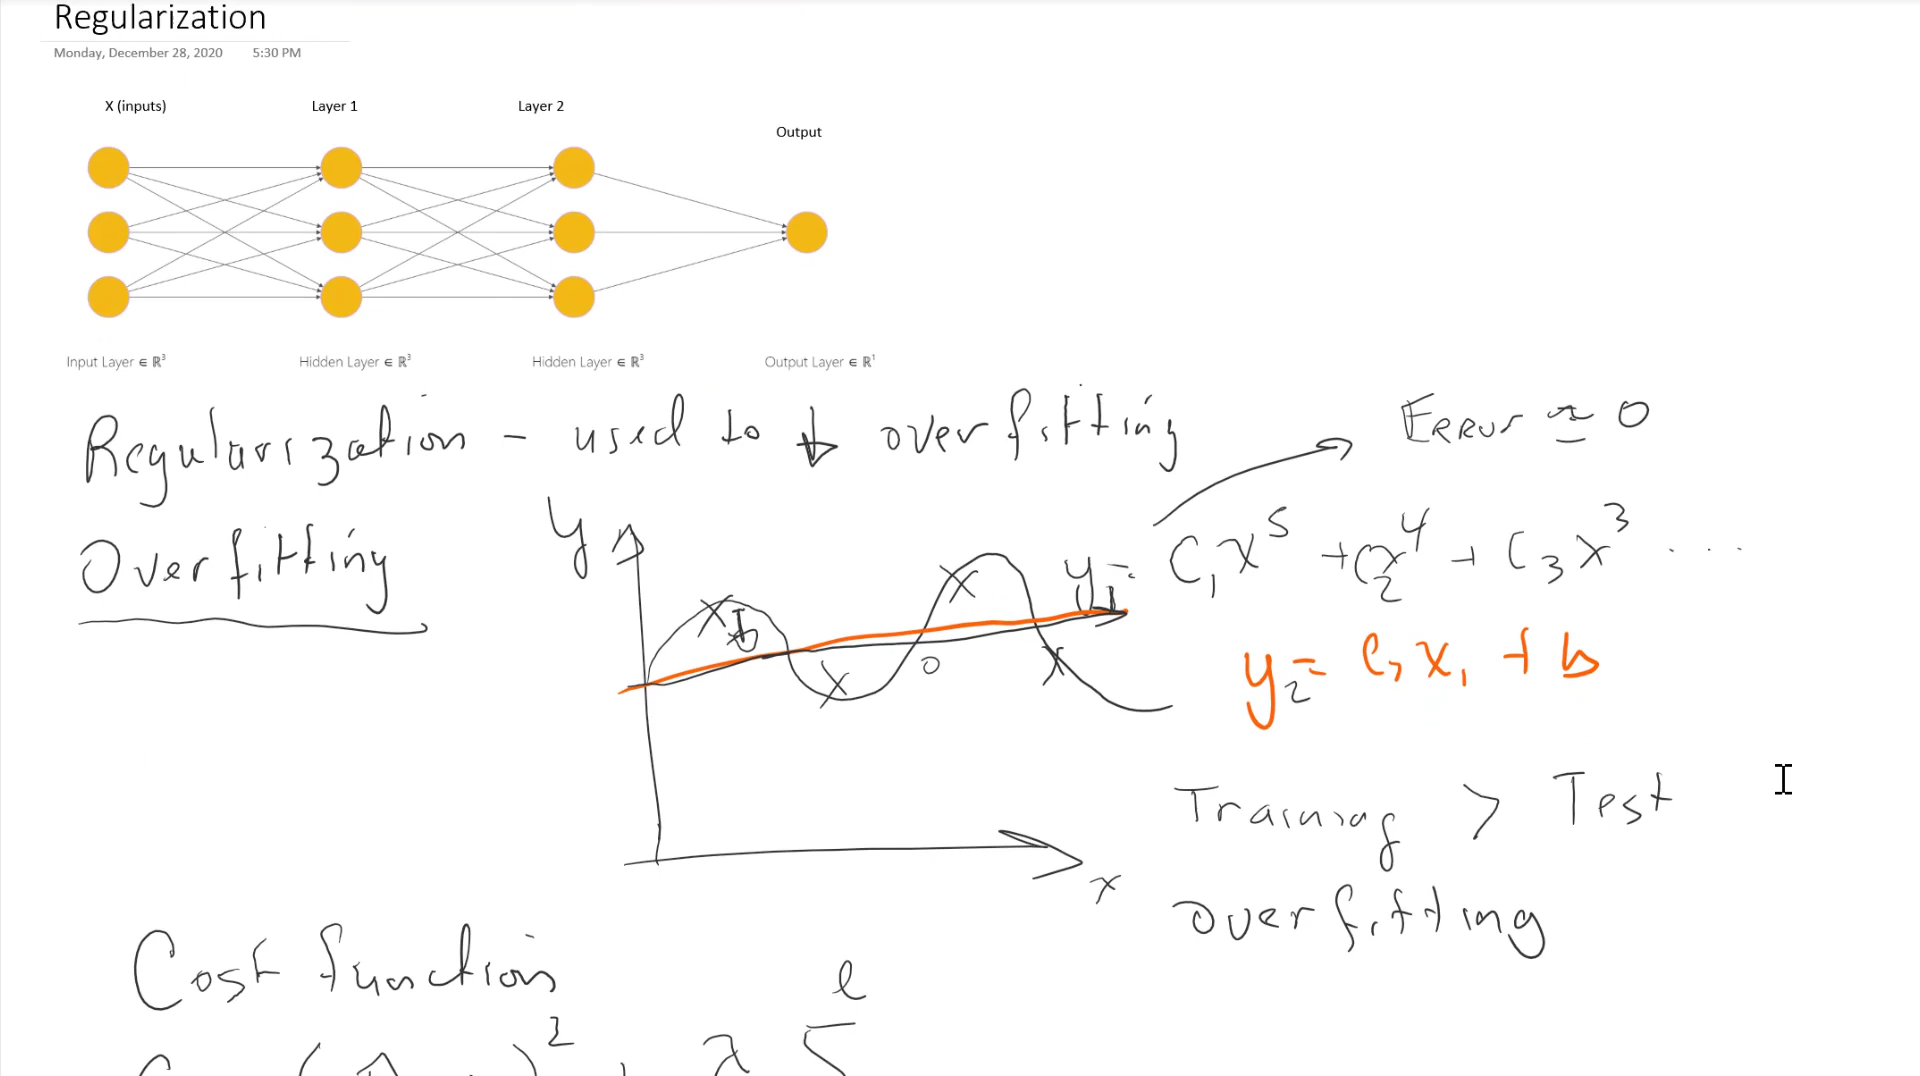 Regularization
Monday, December 28, 2020 5:30 PM
X (inputs) Layer 1 Layer 2 Output
Input Layer ∈ ℝ³ Hidden Layer ∈ ℝ³ Hidden Layer ∈ ℝ³ Output Layer ∈ ℝ¹
Regularization - used to ↓ overfitting
Error ≈ 0
Overfitting
y
y₁ = C₁x⁵ + C₂x⁴ + C₃x³ ...
y₂ = C₁x₁ + b
x
Training > Test
overfitting
Cost function